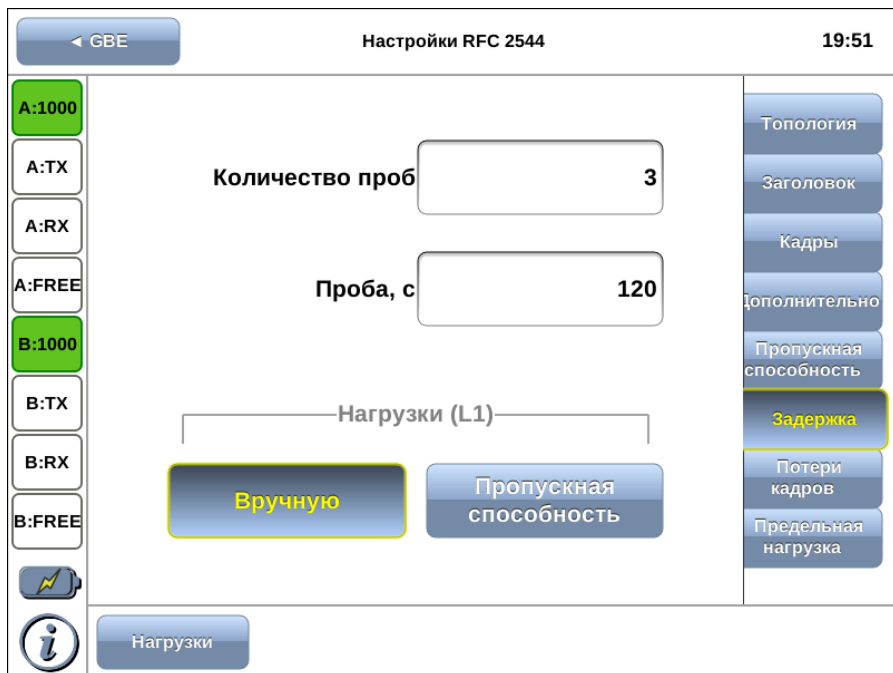 ◄ GBE
Настройки RFC 2544
19:51
A:1000
A:TX
A:RX
A:FREE
B:1000
B:TX
B:RX
B:FREE
Количество проб
3
Проба, с
120
Нагрузки (L1)
Вручную
Пропускная
способность
Топология
Заголовок
Кадры
Дополнительно
Пропускная
способность
Задержка
Потери
кадров
Предельная
нагрузка
i
Нагрузки